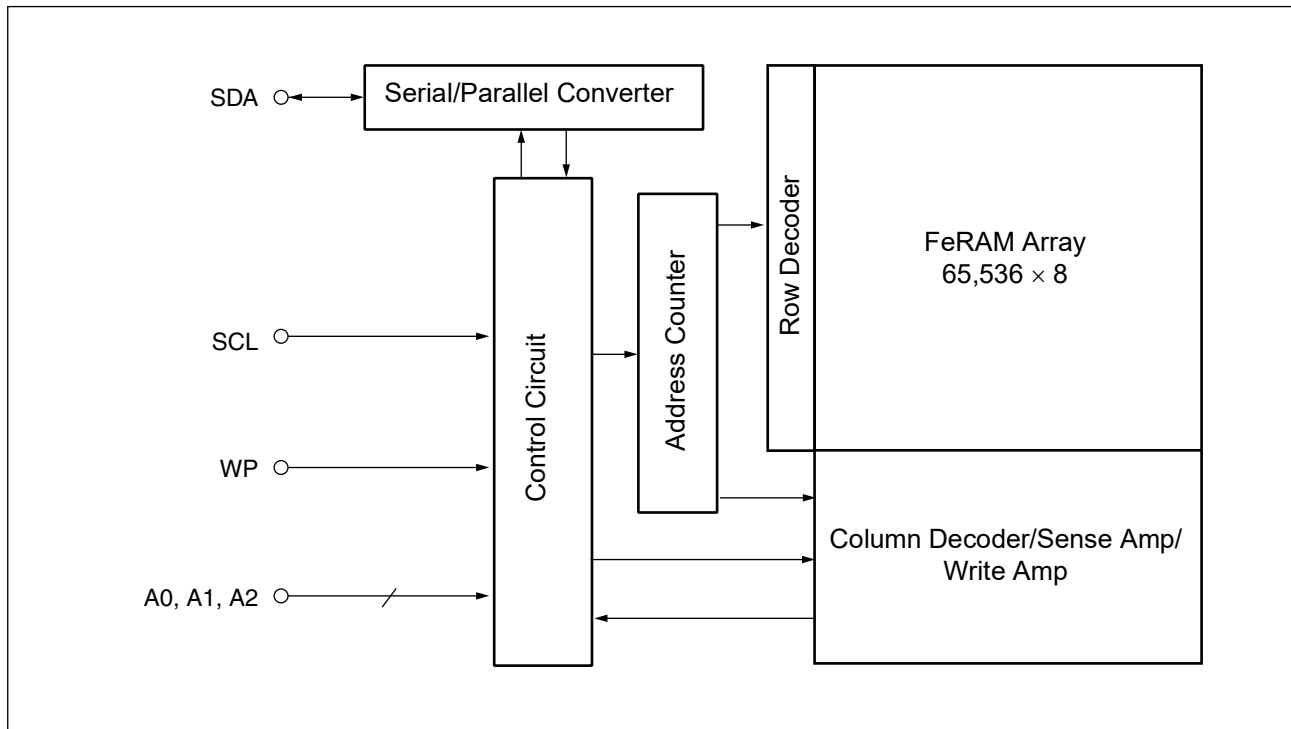 SDA
Serial/Parallel Converter
SCL
WP
A0, A1, A2
Control Circuit
Address Counter
Row Decoder
FeRAM Array
65,536 × 8
Column Decoder/Sense Amp/
Write Amp